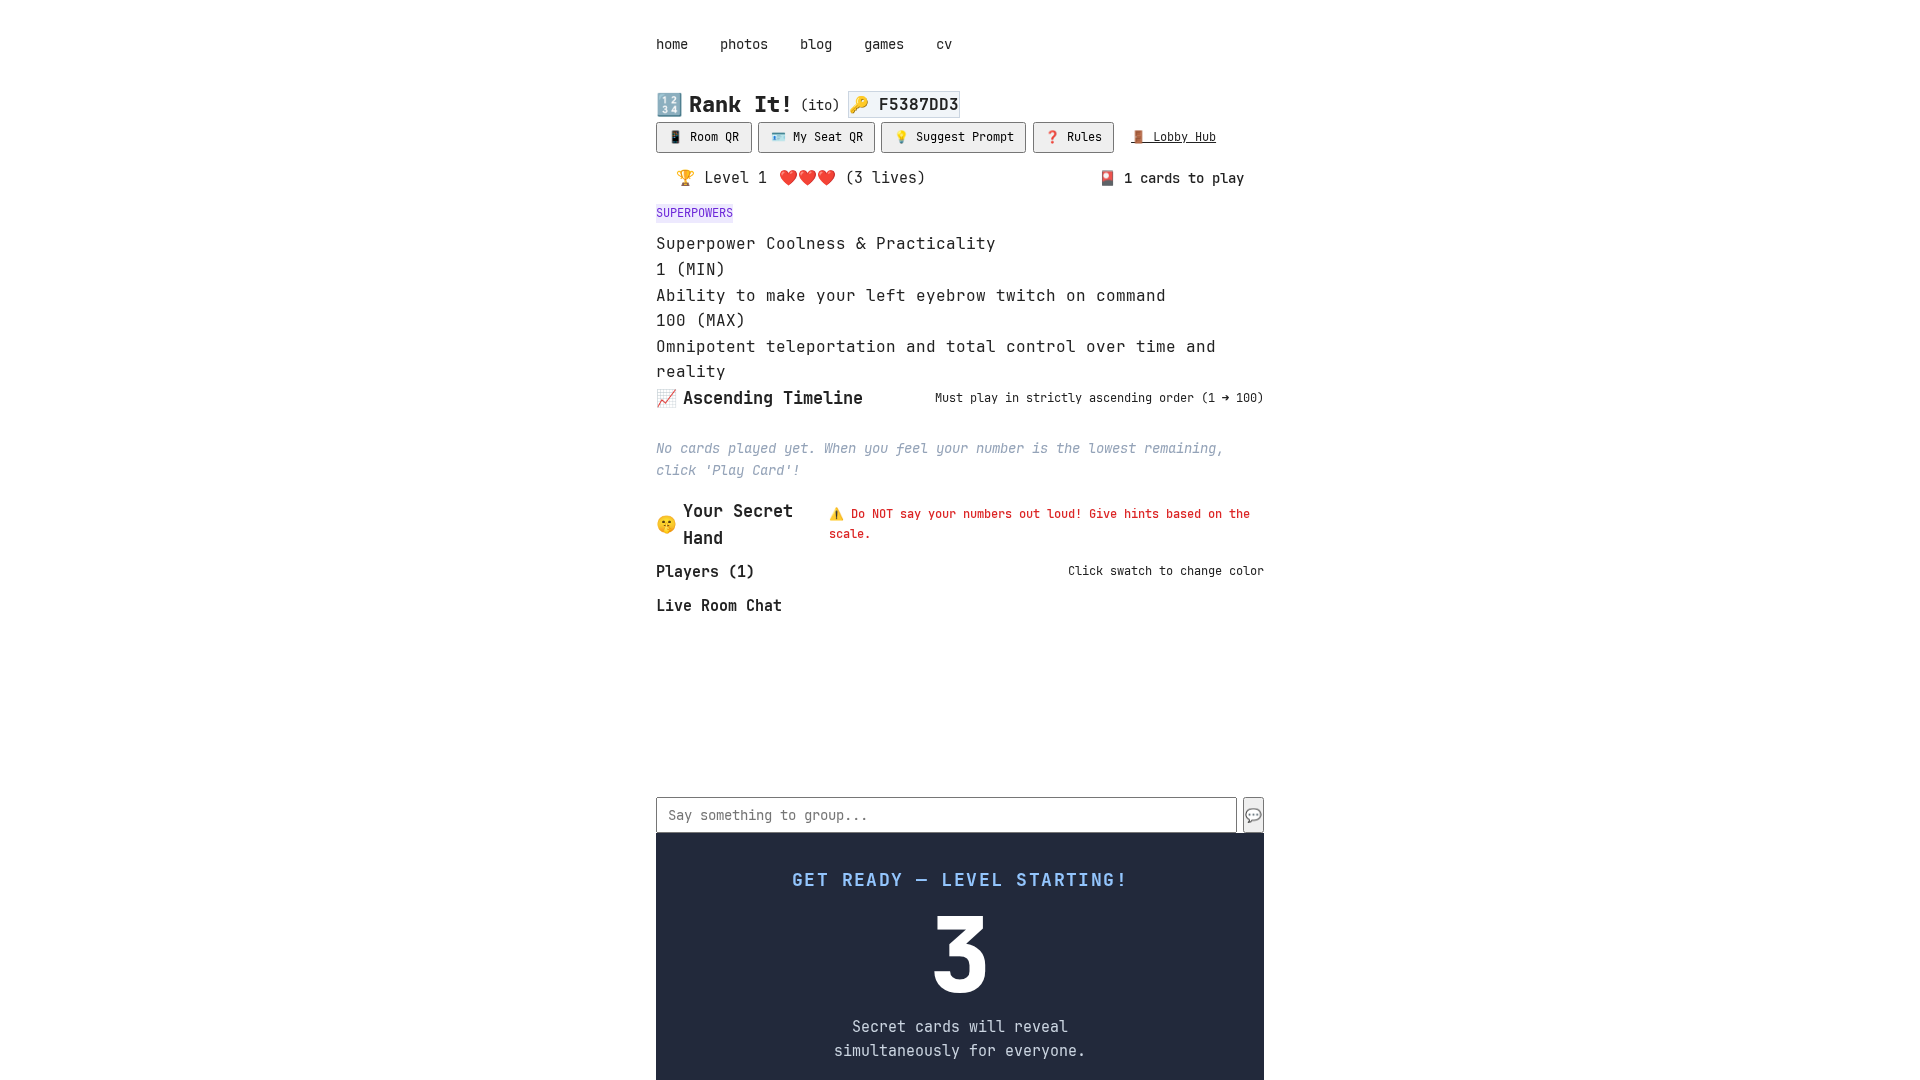 home photos blog games cv
🔢 Rank It! (ito) 🔑 F5387DD3
📱 Room QR 🪪 My Seat QR 💡 Suggest Prompt ❓ Rules 🚪 Lobby Hub
🏆 Level 1 ❤️❤️❤️ (3 lives) 🎴 1 cards to play
SUPERPOWERS
Superpower Coolness & Practicality
1 (MIN)
Ability to make your left eyebrow twitch on command
100 (MAX)
Omnipotent teleportation and total control over time and
reality
📈 Ascending Timeline Must play in strictly ascending order (1 → 100)
No cards played yet. When you feel your number is the lowest remaining,
click 'Play Card'!
🤫 Your Secret
Hand
⚠️ Do NOT say your numbers out loud! Give hints based on the
scale.
Players (1) Click swatch to change color
Live Room Chat
Say something to group... 💬
GET READY — LEVEL STARTING!
3
Secret cards will reveal
simultaneously for everyone.